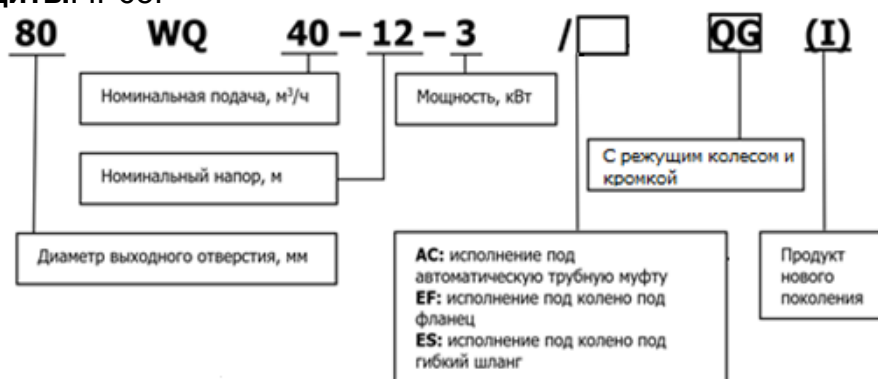 80 WQ 40 – 12 – 3 / QG (I)
Номинальная подача, м³/ч
Мощность, кВт
С режущим колесом и
кромкой
Номинальный напор, м
Диаметр выходного отверстия, мм
AC: исполнение под
автоматическую трубную муфту
EF: исполнение под колено под
фланец
ES: исполнение под колено под
гибкий шланг
Продукт
нового
поколения